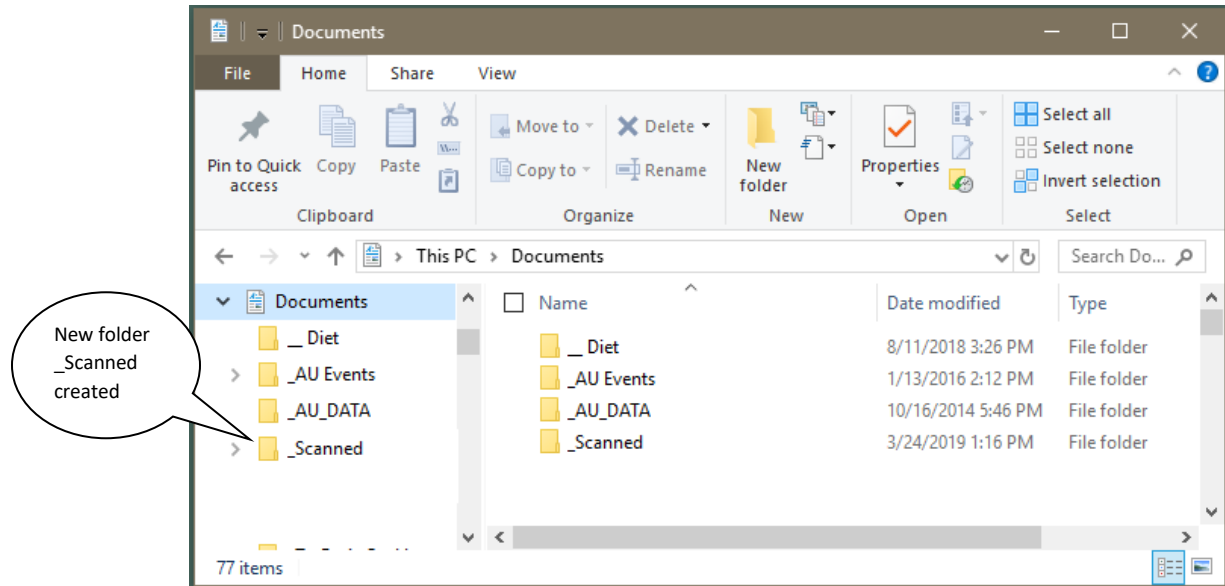 Documents
File Home Share View
Pin to Quick access
Copy
Paste
Clipboard
Move to
Copy to
Delete
Rename
Organize
New folder
New
Properties
Open
Select all
Select none
Invert selection
Select
This PC > Documents
Search Do...
New folder
_Scanned
created
Documents
__ Diet
_AU Events
_AU_DATA
_Scanned
Name Date modified Type
__ Diet 8/11/2018 3:26 PM File folder
_AU Events 1/13/2016 2:12 PM File folder
_AU_DATA 10/16/2014 5:46 PM File folder
_Scanned 3/24/2019 1:16 PM File folder
77 items